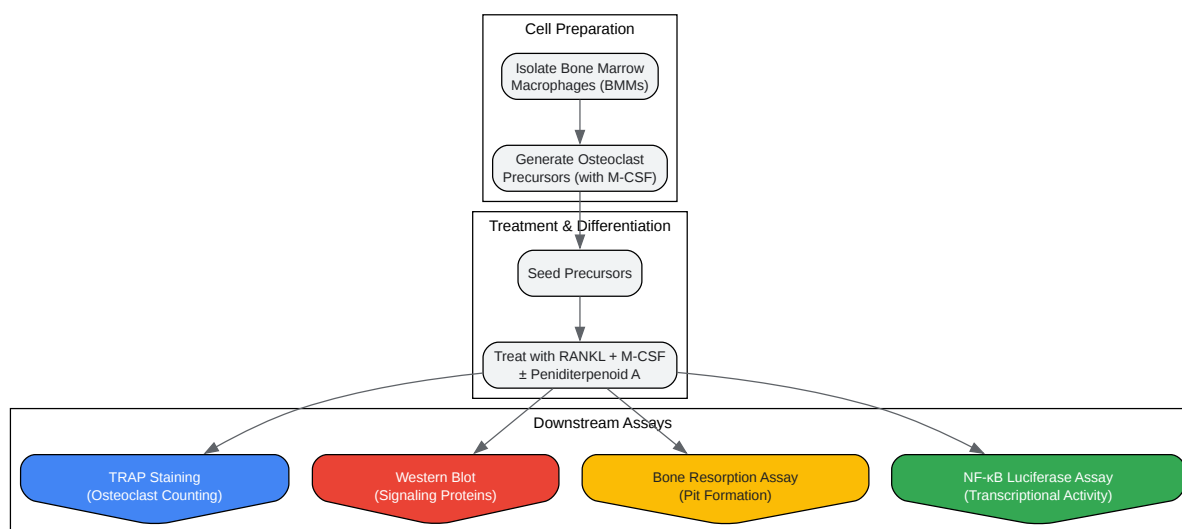 Cell Preparation
Isolate Bone Marrow
Macrophages (BMMs)
Generate Osteoclast
Precursors (with M-CSF)
Treatment & Differentiation
Seed Precursors
Treat with RANKL + M-CSF
± Peniditerpenoid A
Downstream Assays
TRAP Staining
(Osteoclast Counting)
Western Blot
(Signaling Proteins)
Bone Resorption Assay
(Pit Formation)
NF-κB Luciferase Assay
(Transcriptional Activity)